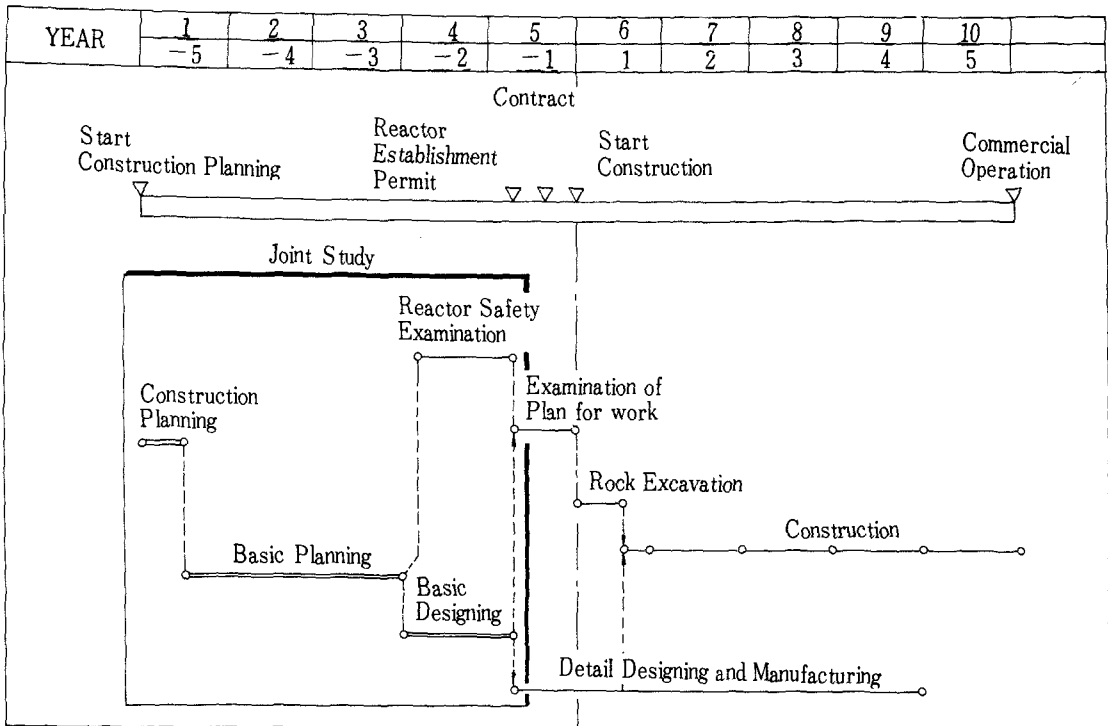 YEAR 1 2 3 4 5 6 7 8 9 10
-5 -4 -3 -2 -1 1 2 3 4 5
Contract
Start
Construction Planning
Reactor
Establishment
Permit
Start
Construction
Commercial
Operation
Joint Study
Reactor Safety
Examination
Construction
Planning
Examination of
Plan for work
Rock Excavation
Construction
Basic Planning
Basic
Designing
Detail Designing and Manufacturing